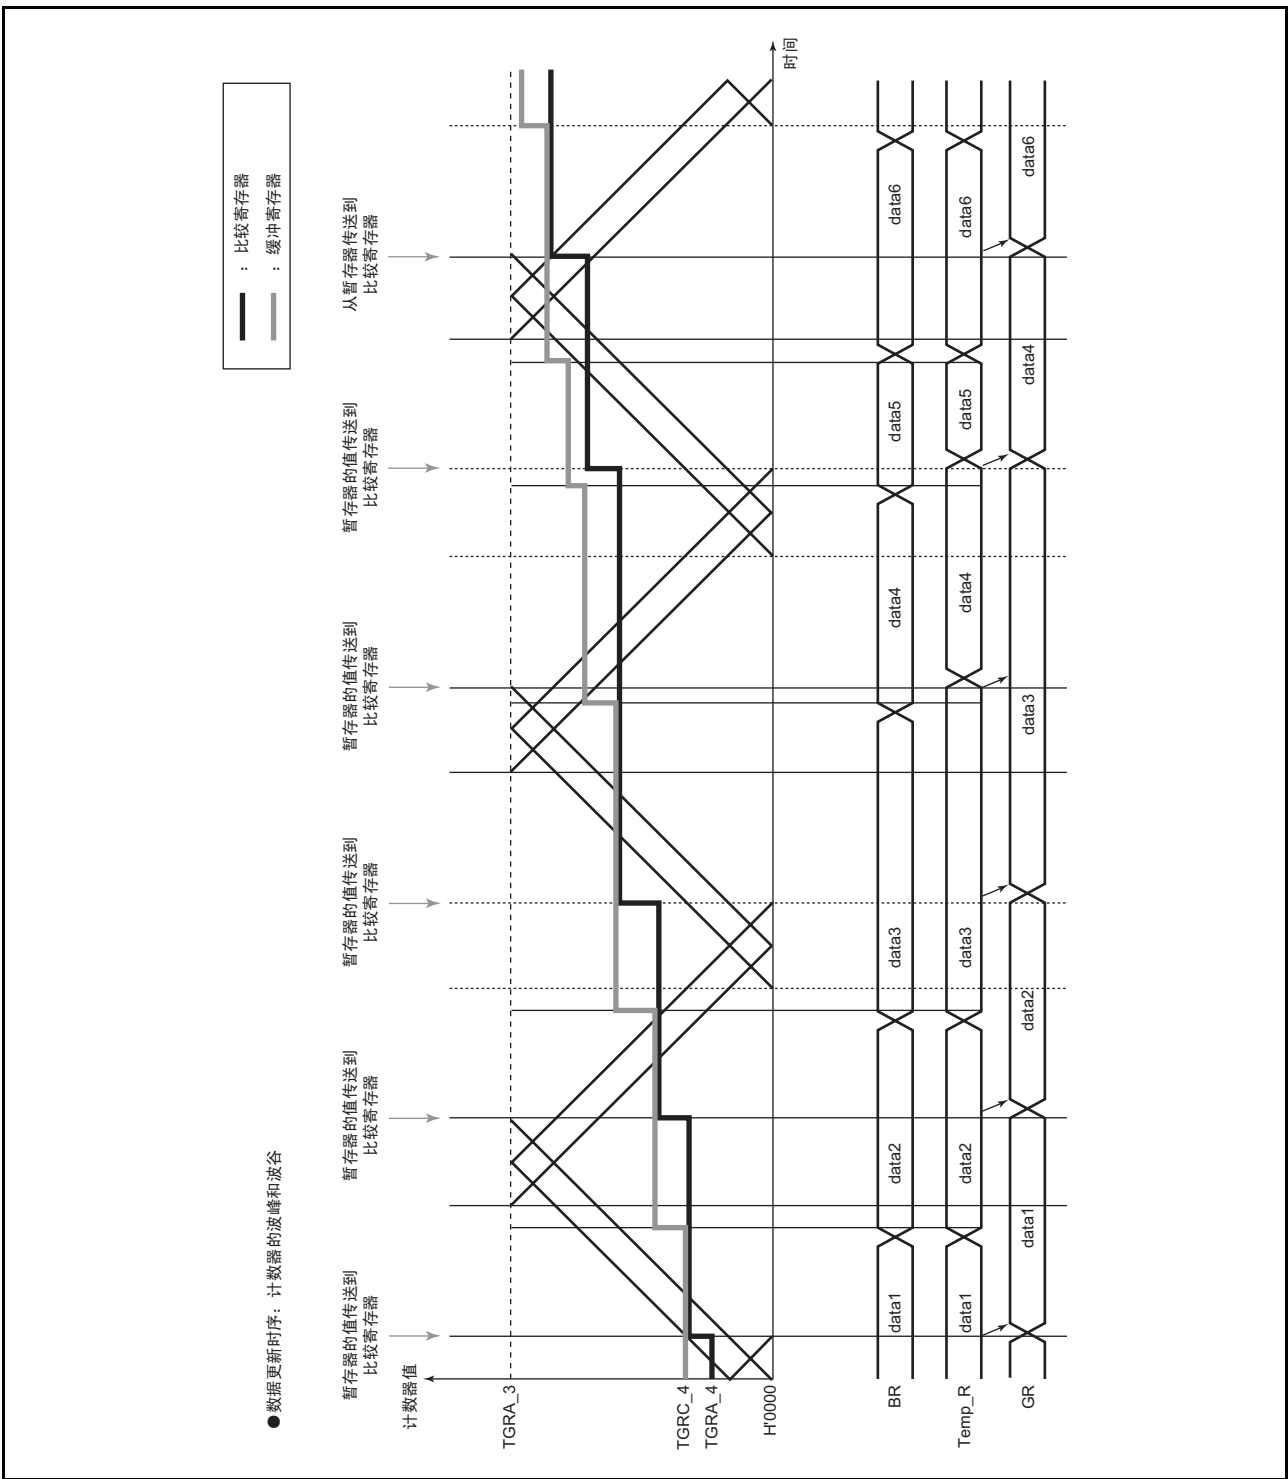 ●数据更新时序：计数器的波峰和波谷
：比较寄存器
：缓冲寄存器
暂存器的值传送到
比较寄存器
暂存器的值传送到
比较寄存器
暂存器的值传送到
比较寄存器
暂存器的值传送到
比较寄存器
暂存器的值传送到
比较寄存器
从暂存器传送到
比较寄存器
计数器值
TGRA_3
TGRC_4
TGRA_4
H'0000
时间
BR data1 data2 data3 data4 data5 data6
Temp_R data1 data2 data3 data4 data5 data6
GR data1 data2 data3 data4 data6